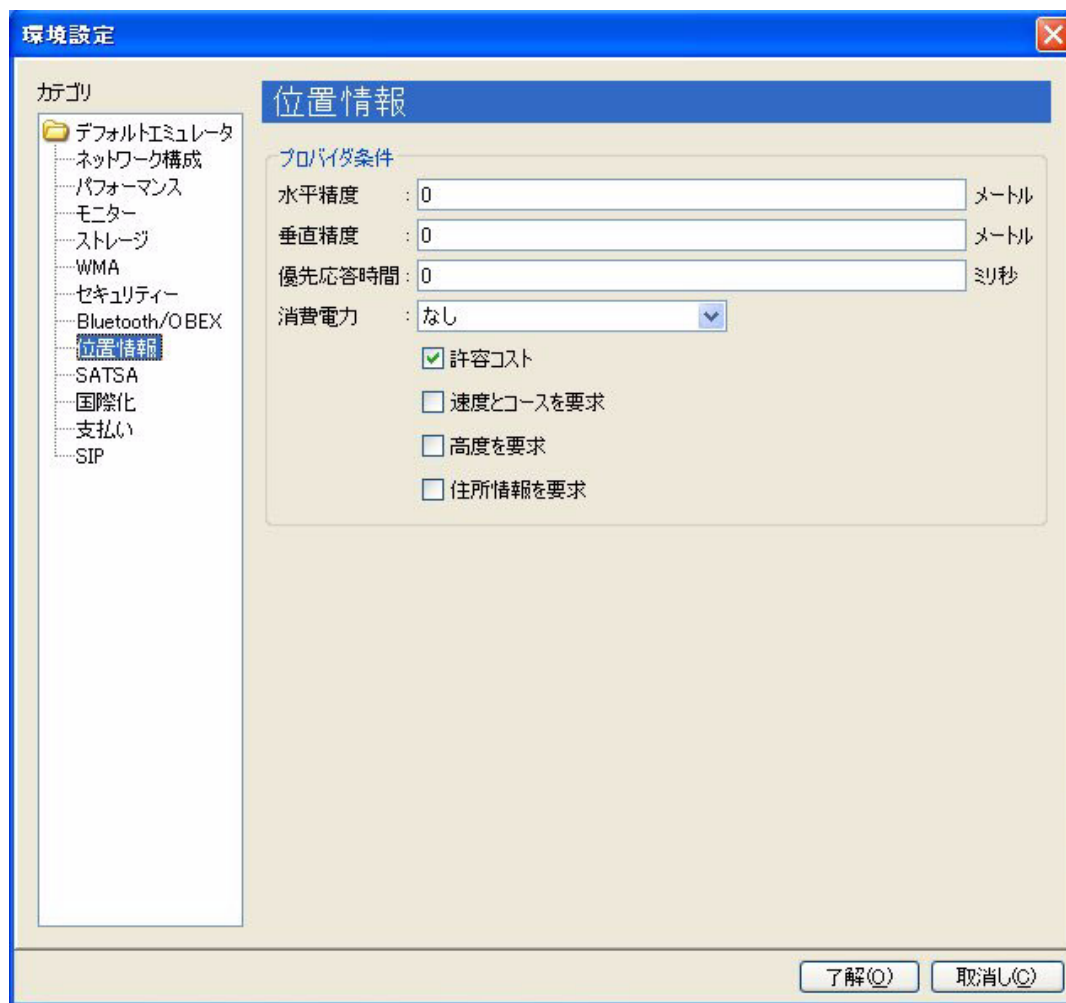 環境設定
カテゴリ
デフォルトエミュレータ
ネットワーク構成
パフォーマンス
モニター
ストレージ
WMA
セキュリティー
Bluetooth/OBEX
位置情報
SATSA
国際化
支払い
SIP
位置情報
プロバイダ条件
水平精度 : 0 メートル
垂直精度 : 0 メートル
優先応答時間 : 0 ミリ秒
消費電力 : なし
許容コスト
速度とコースを要求
高度を要求
住所情報を要求
了解(O) 取消し(C)